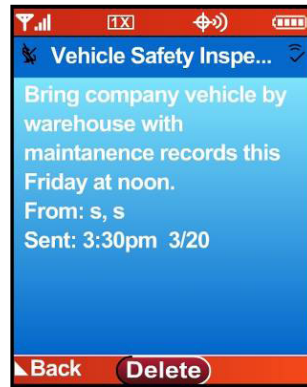 1X
Vehicle Safety Inspe...
Bring company vehicle by
warehouse with
maintanence records this
Friday at noon.
From: s, s
Sent: 3:30pm 3/20
Back Delete